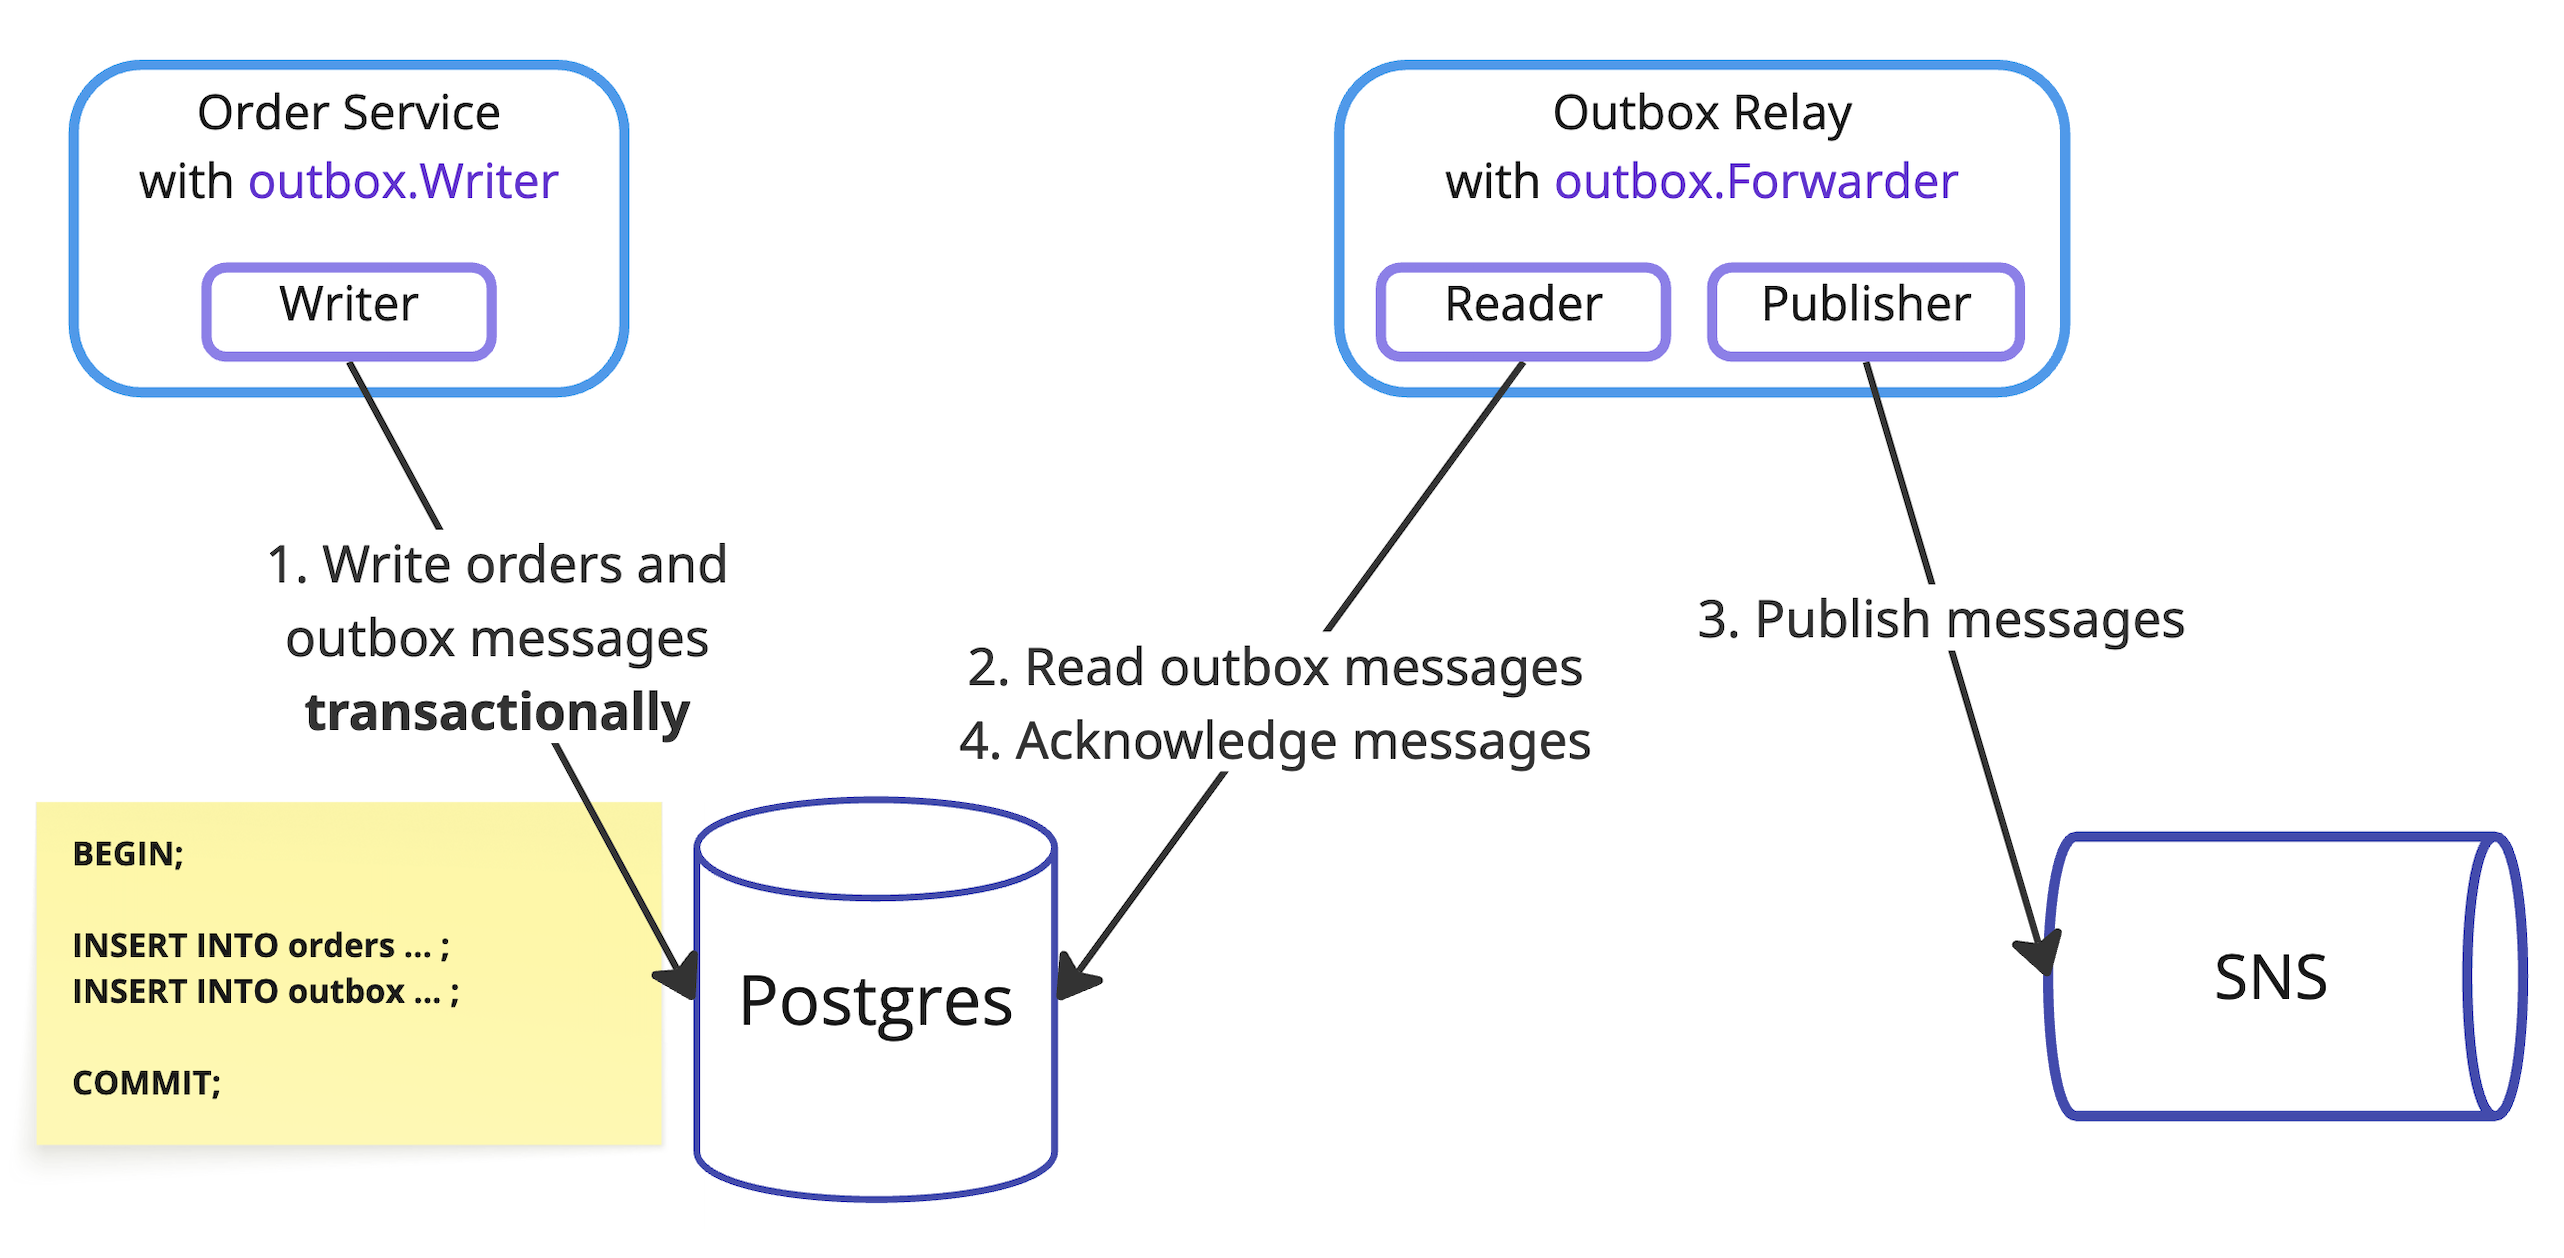 Order Service
with outbox.Writer
Writer
Outbox Relay
with outbox.Forwarder
Reader
Publisher
1. Write orders and
outbox messages
transactionally
2. Read outbox messages
4. Acknowledge messages
3. Publish messages
BEGIN;
INSERT INTO orders ... ;
INSERT INTO outbox ... ;
COMMIT;
Postgres
SNS